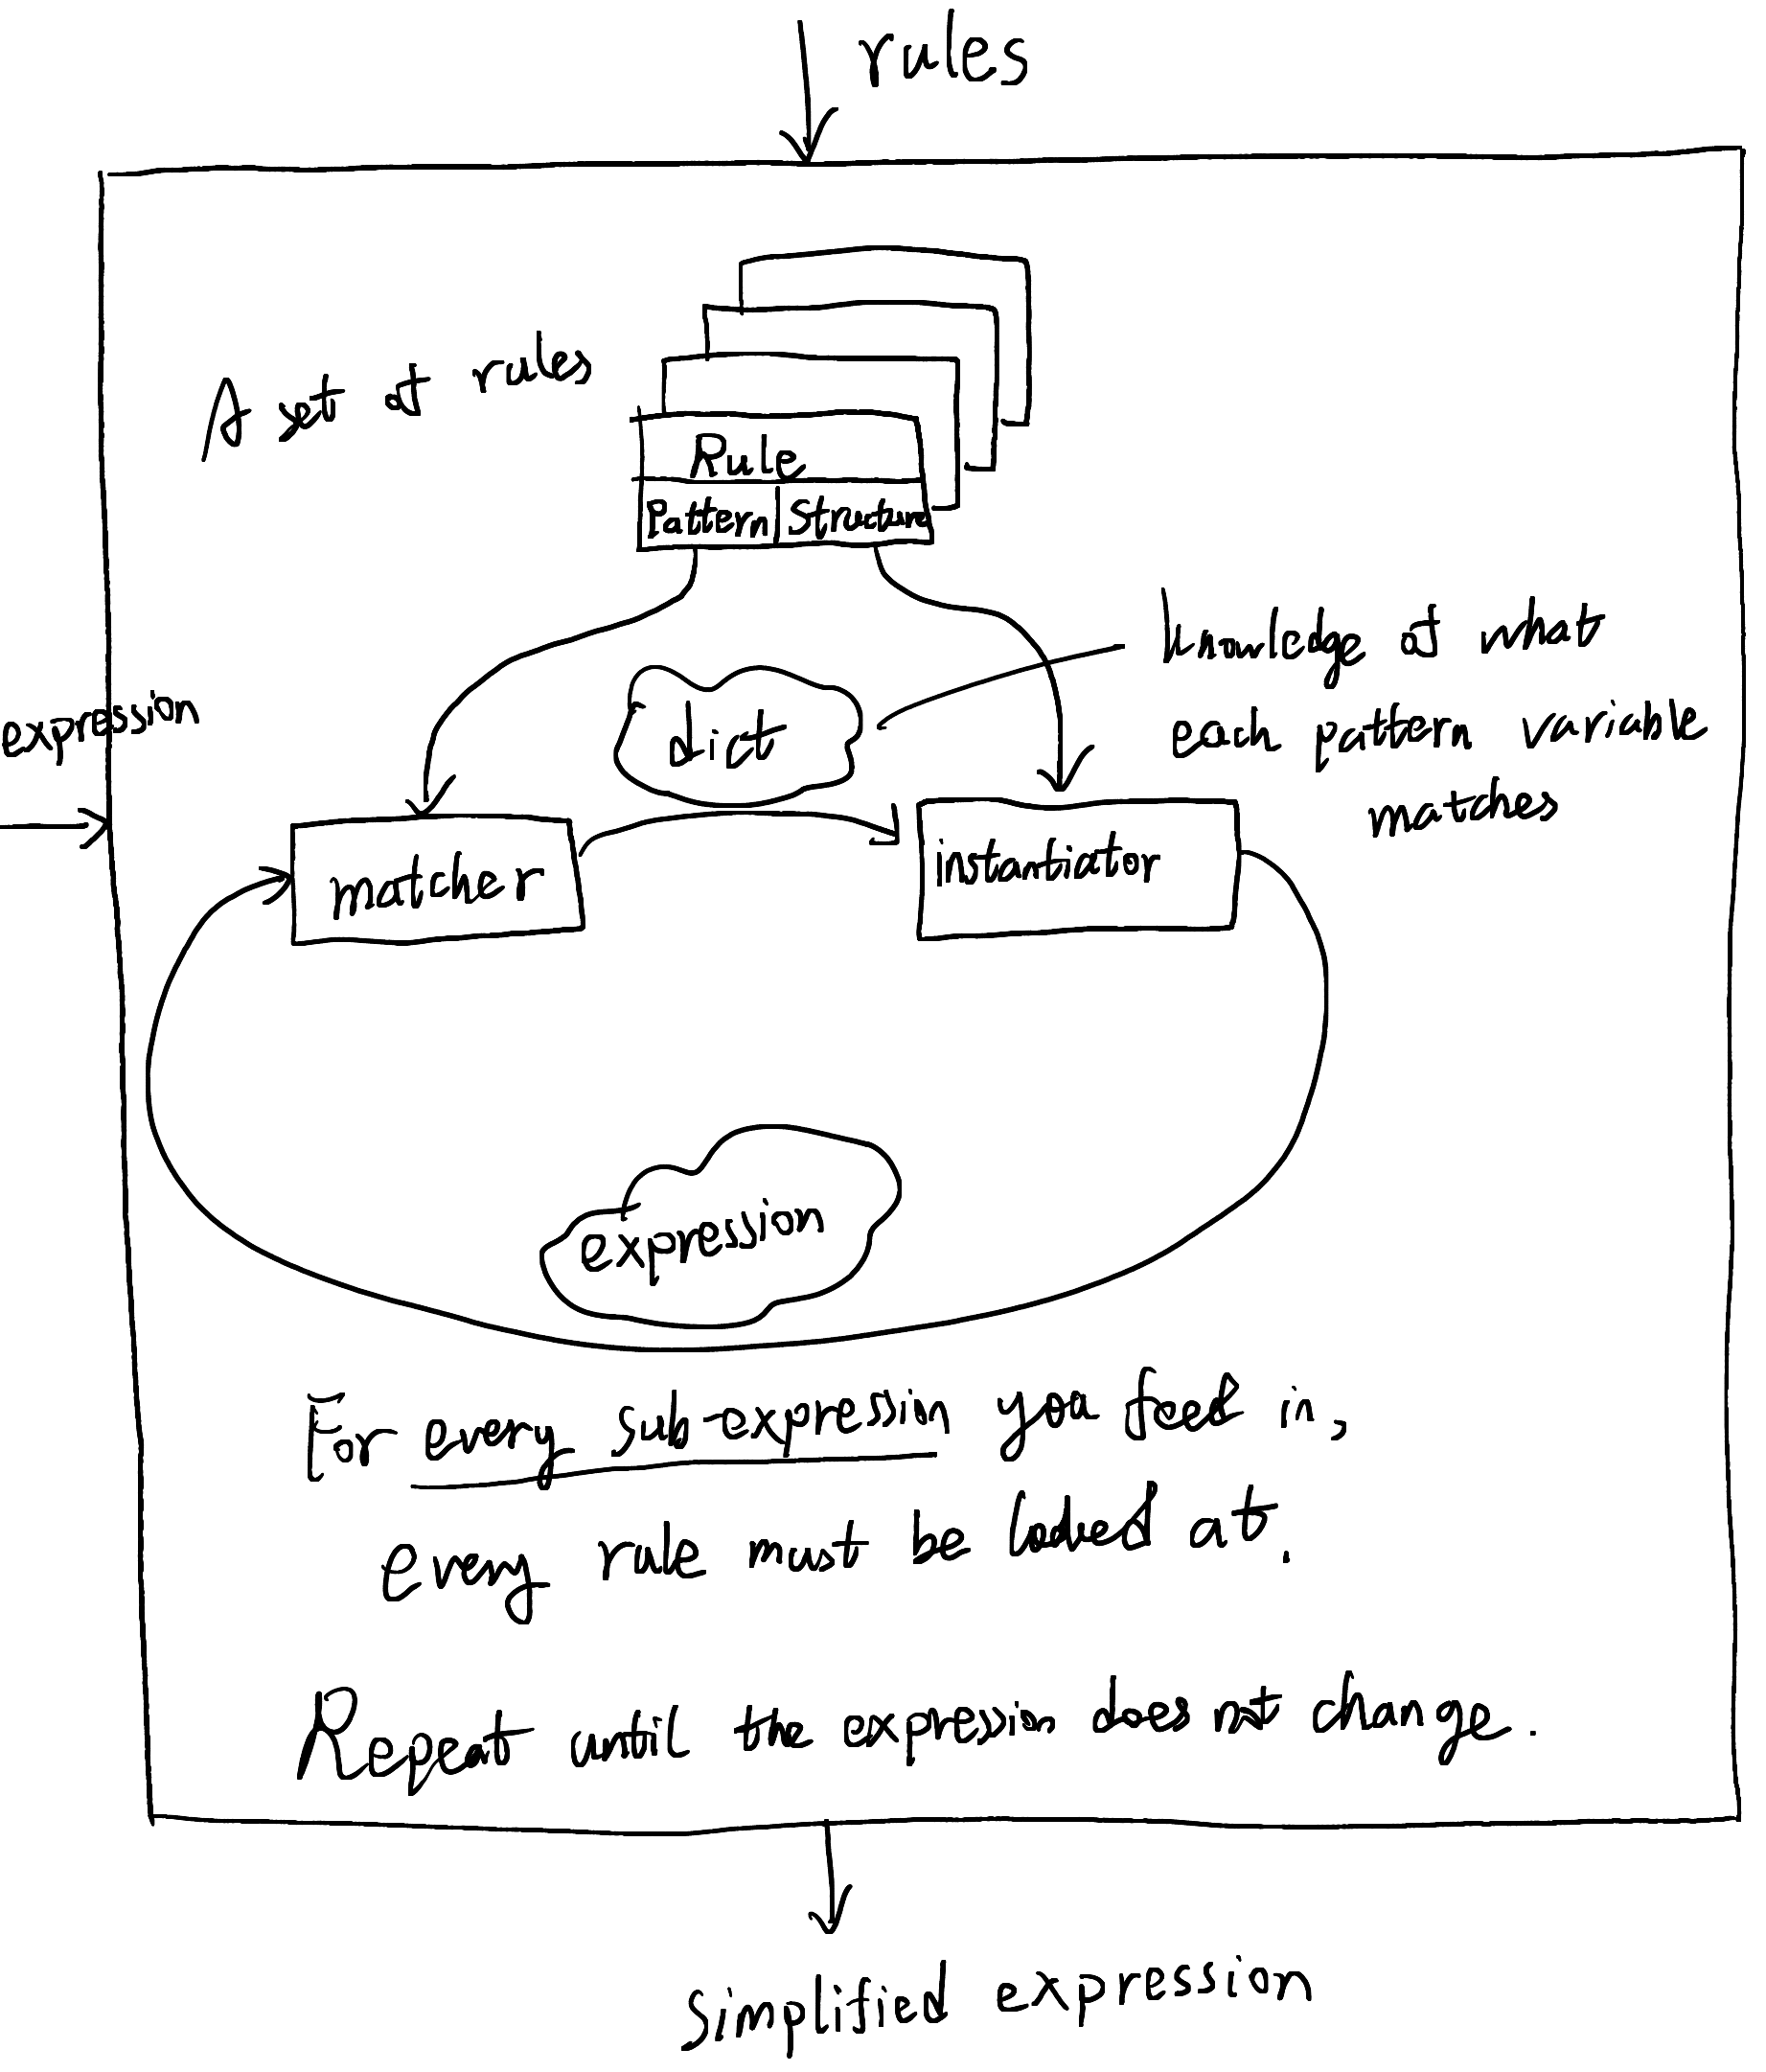 rules
A set of rules
Rule
Pattern
Structure
knowledge of what
each pattern variable
matches
dict
expression
matcher
instantiator
expression
For every sub-expression you feed in,
every rule must be looked at.
Repeat until the expression does not change.
Simplified expression